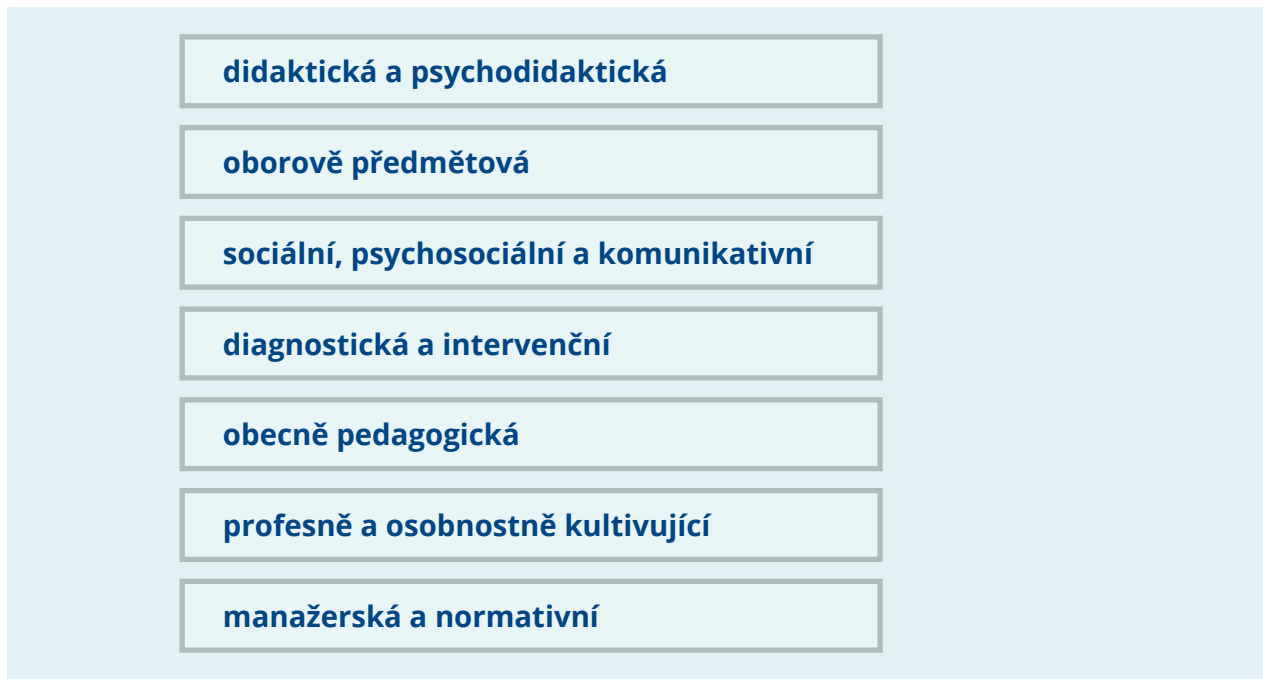 didaktická a psychodidaktická
oborově předmětová
sociální, psychosociální a komunikativní
diagnostická a intervenční
obecně pedagogická
profesně a osobnostně kultivující
manažerská a normativní